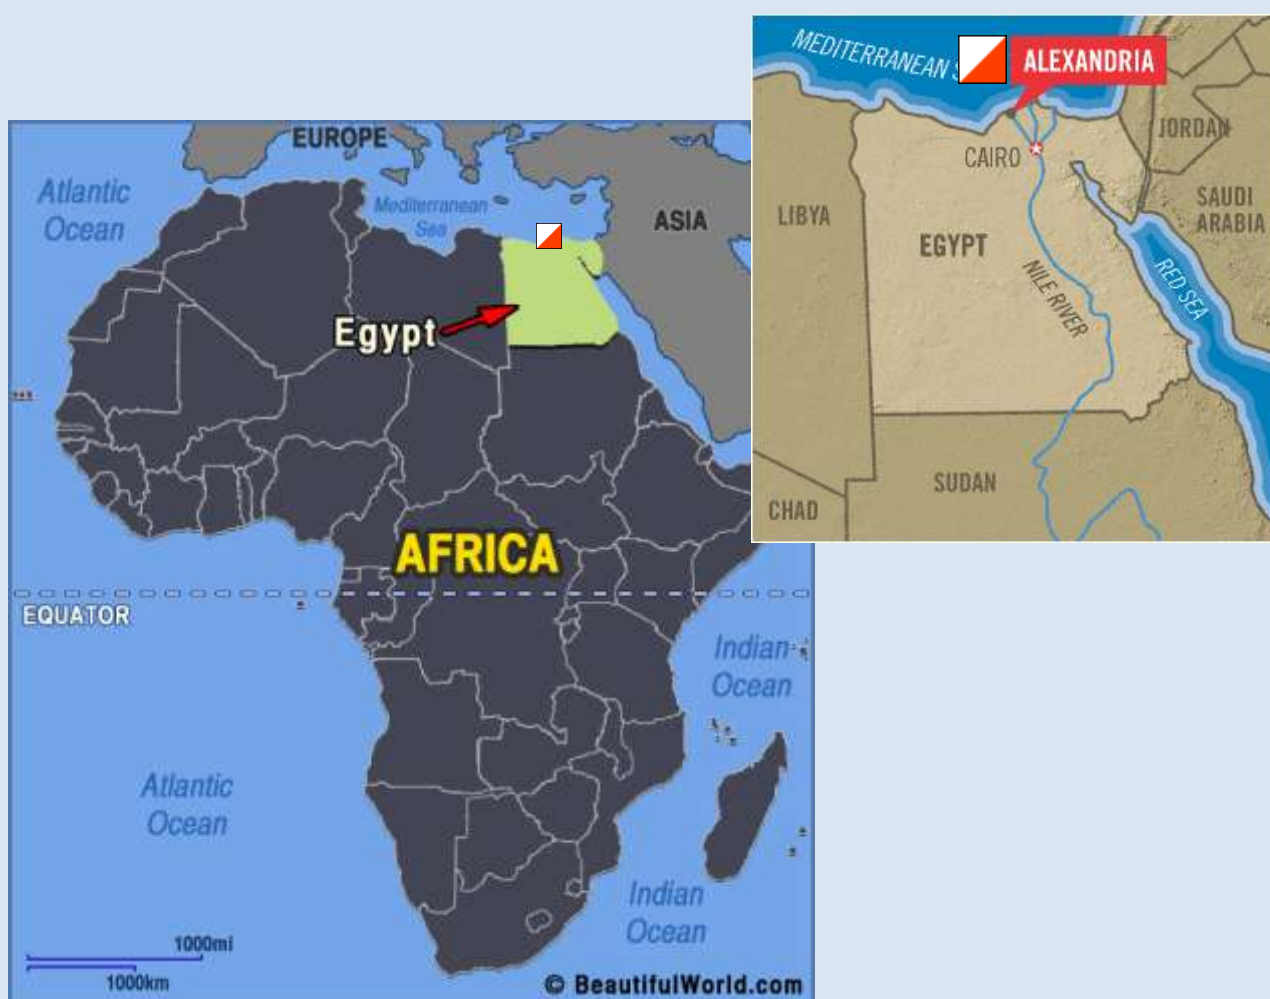 EUROPE
Atlantic
Ocean
Mediterranean
Sea
ASIA
Egypt
AFRICA
EQUATOR
Indian
Ocean
Atlantic
Ocean
Indian
Ocean
1000mi
1000km
© BeautifulWorld.com
MEDITERRANEAN S
ALEXANDRIA
JORDAN
CAIRO
LIBYA
SAUDI
ARABIA
EGYPT
NILE RIVER
RED SEA
SUDAN
CHAD